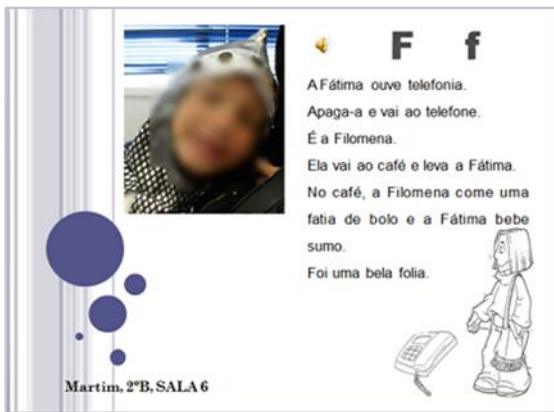 F f
A Fátima ouve telefonia.
Apaga-a e vai ao telefone.
É a Filomena.
Ela vai ao café e leva a Fátima.
No café, a Filomena come uma
fatia de bolo e a Fátima bebe
sumo.
Foi uma bela folia.
Martim, 2ºB, SALA 6